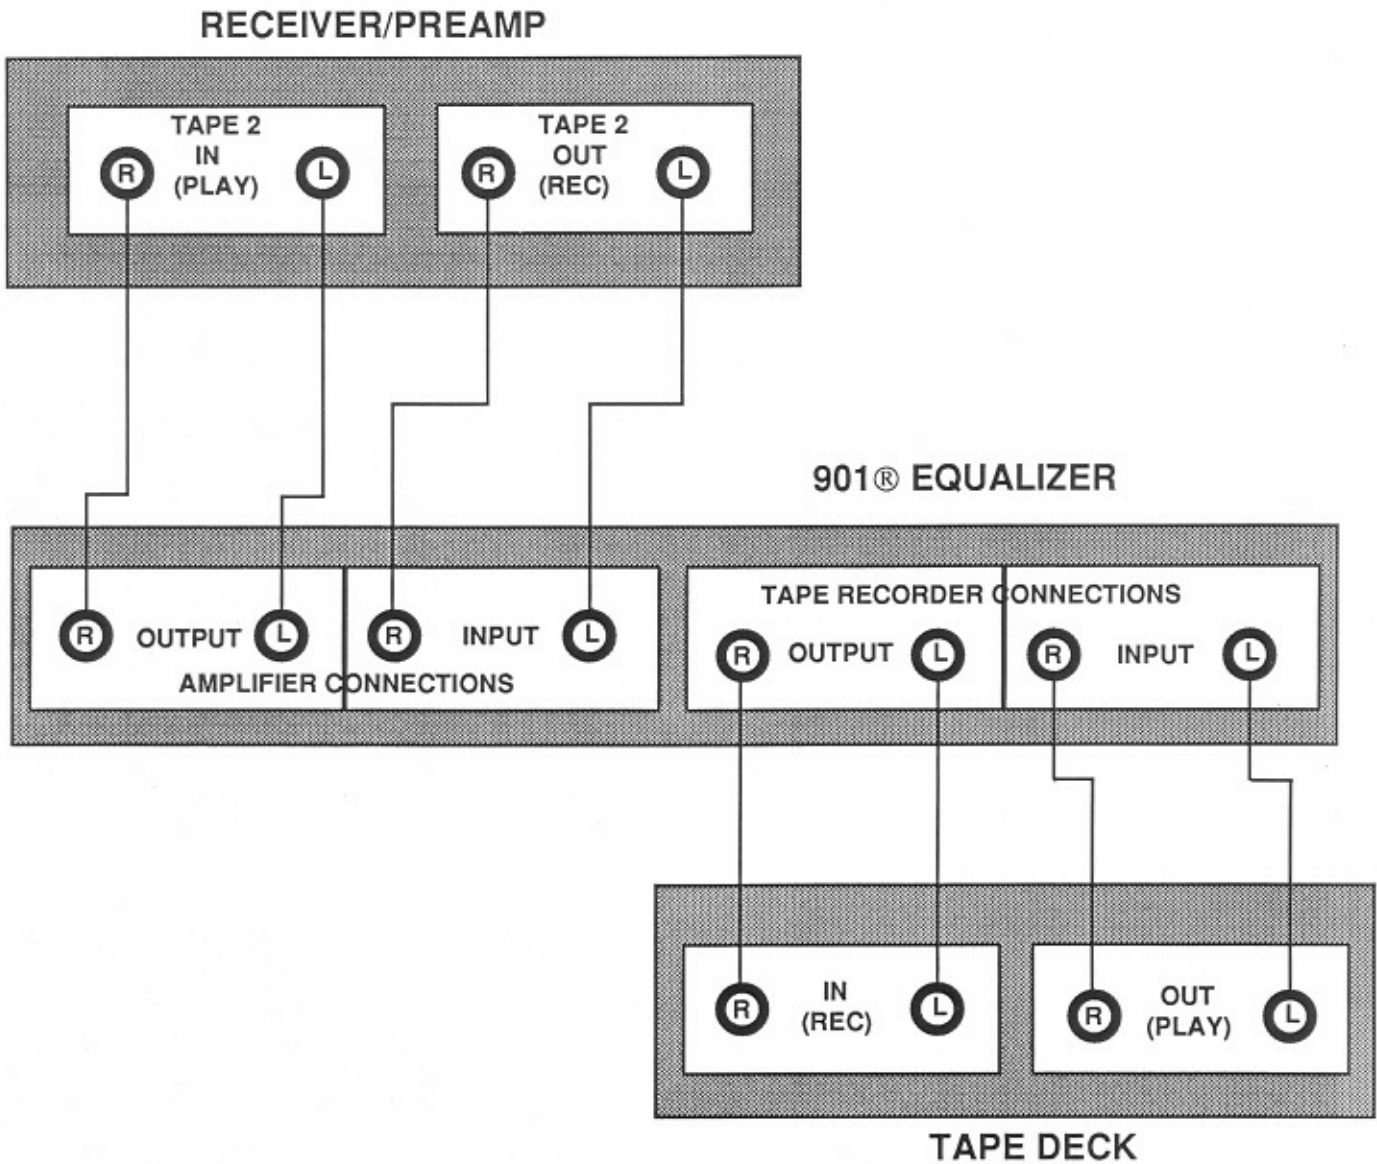 RECEIVER/PREAMP
TAPE 2
IN
(PLAY)
R
L
TAPE 2
OUT
(REC)
R
L
901® EQUALIZER
R
OUTPUT
L
R
INPUT
L
AMPLIFIER CONNECTIONS
TAPE RECORDER CONNECTIONS
R
OUTPUT
L
R
INPUT
L
R
IN
(REC)
L
R
OUT
(PLAY)
L
TAPE DECK